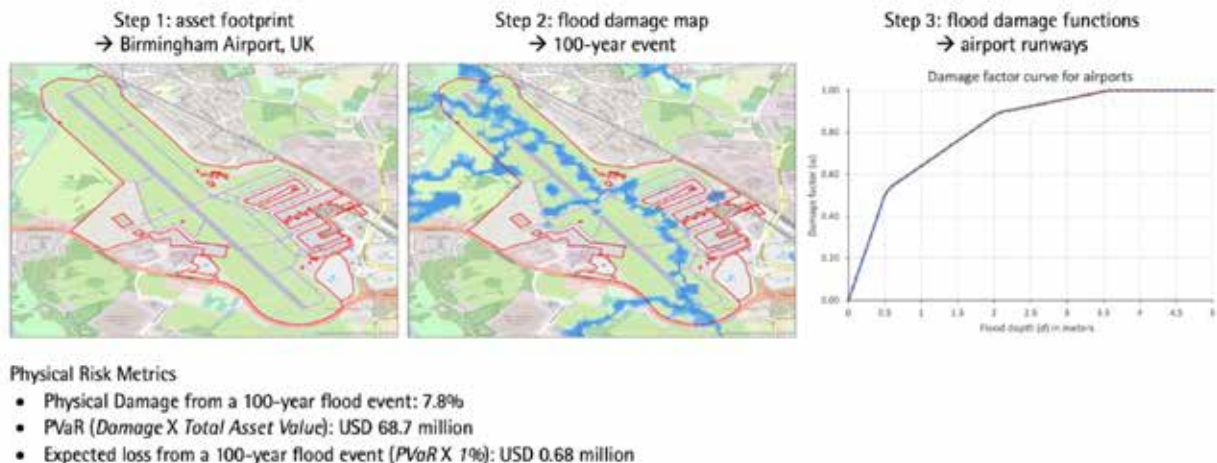 Step 1: asset footprint
→ Birmingham Airport, UK
Step 2: flood damage map
→ 100-year event
Step 3: flood damage functions
→ airport runways
Damage factor curve for airports
1.00
0.80
0.60
0.40
0.20
0.00
Damage factor (α)
0 0.5 1 1.5 2 2.5 3 3.5 4 4.5 5
Flood depth (d) in meters
Physical Risk Metrics
• Physical Damage from a 100-year flood event: 7.8%
• PVaR (Damage X Total Asset Value): USD 68.7 million
• Expected loss from a 100-year flood event (PVaR X 1%): USD 0.68 million